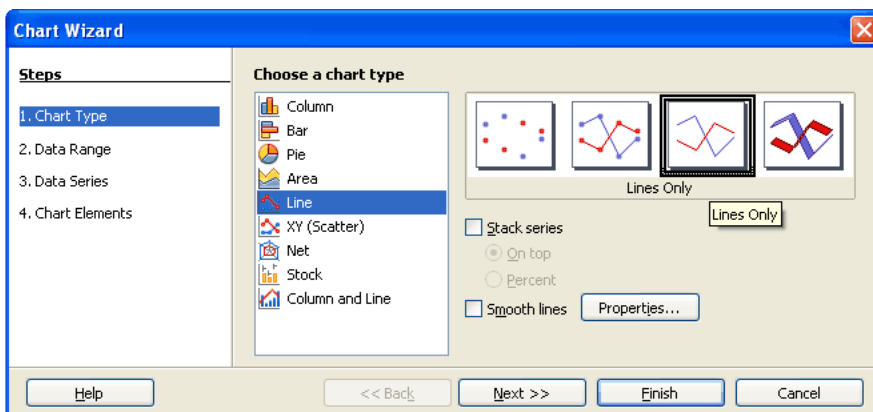 Chart Wizard
Steps
1. Chart Type
2. Data Range
3. Data Series
4. Chart Elements
Choose a chart type
Column
Bar
Pie
Area
Line
XY (Scatter)
Net
Stock
Column and Line
Lines Only
Lines Only
Stack series
On top
Percent
Smooth lines
Properties...
Help
<< Back
Next >>
Finish
Cancel